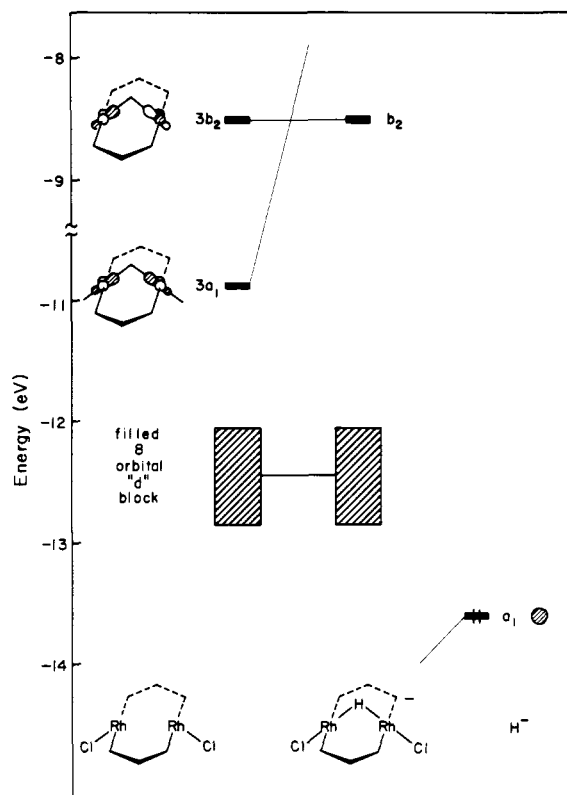 -8
3b₂
b₂
-9
3a₁
-11
Energy (eV)
-12
filled
8
orbital
"d"
block
-13
a₁
-14
Rh
Rh
Cl
Cl
H
–
Rh
Rh
Cl
Cl
H⁻